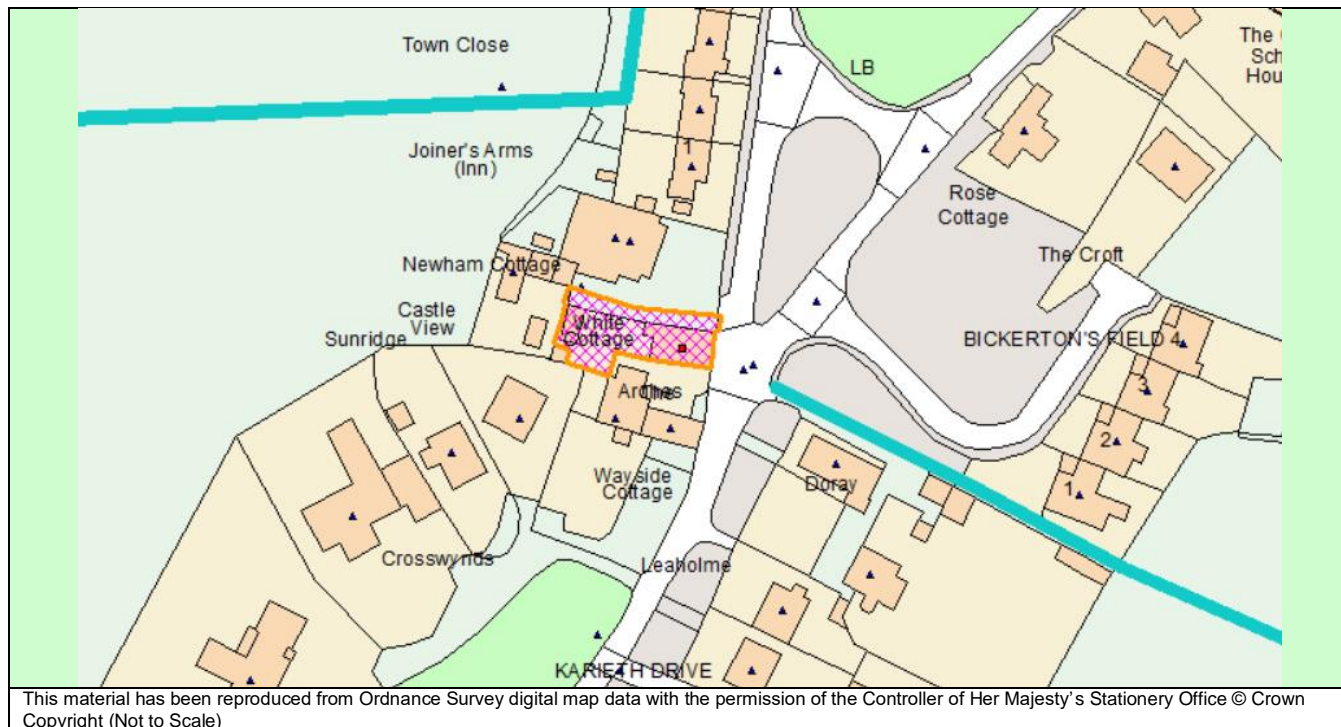 Town Close
LB
The
Sch
Hou
Joiner's Arms
(Inn)
1
Rose
Cottage
Newham Cottage
The Croft
Castle
View
Sunridge
White
Cottage
1
BICKERTON'S FIELD 4
3
Arches
The
2
Wayside
Cottage
Doray
1
Crosswynds
Leaholme
KARIETH DRIVE
This material has been reproduced from Ordnance Survey digital map data with the permission of the Controller of Her Majesty's Stationery Office © Crown
Copyright (Not to Scale)